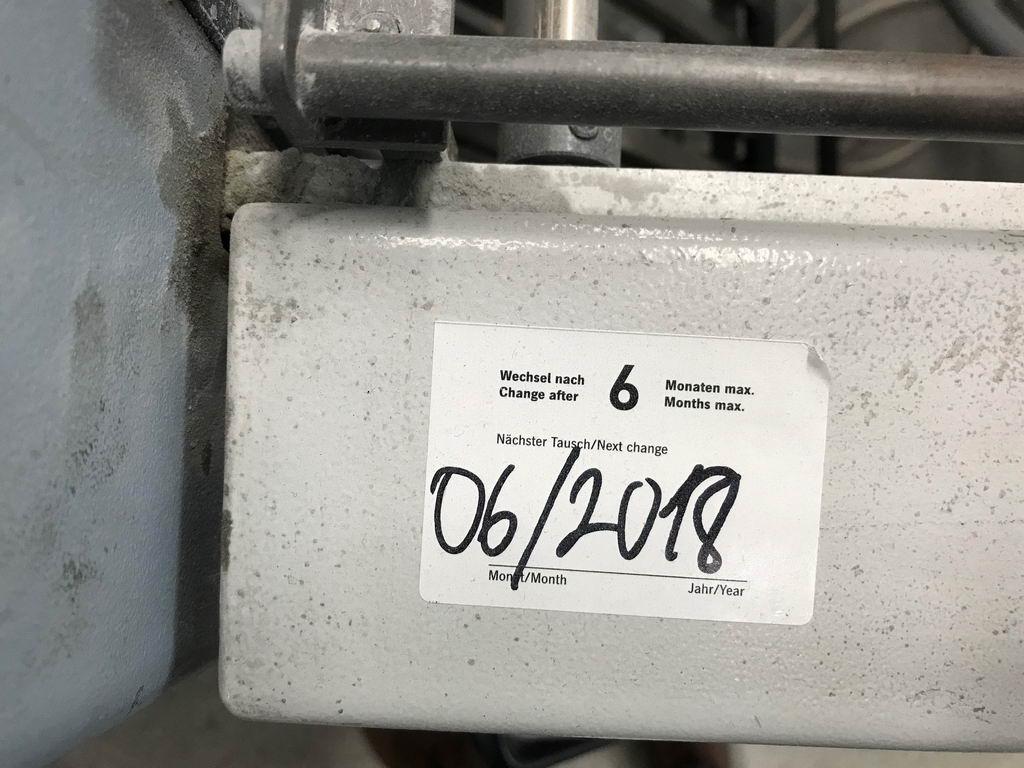 Wechsel nach 6 Monaten max.
Change after Months max.
Nächster Tausch/Next change
06/2018
Monat/Month Jahr/Year